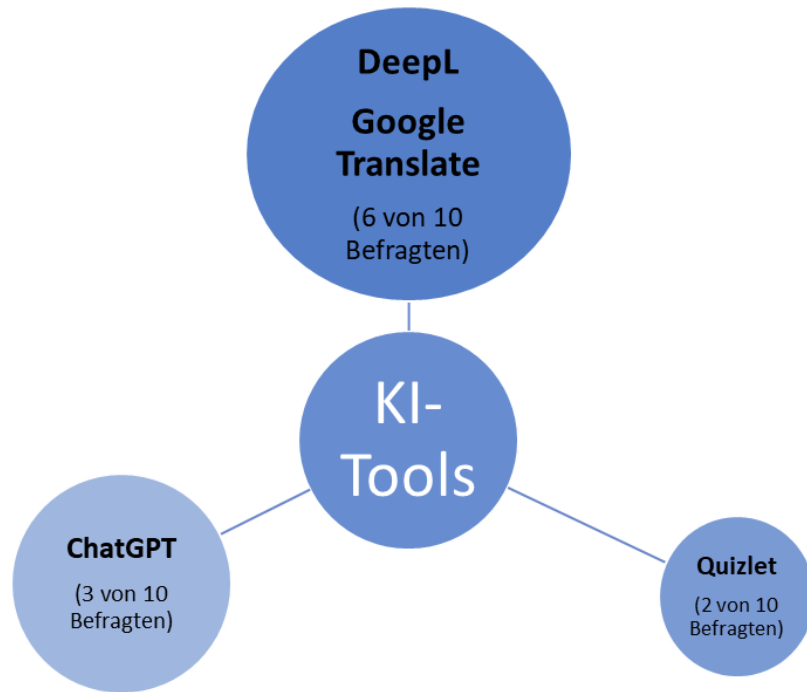 DeepL
Google
Translate
(6 von 10
Befragten)
KI-
Tools
ChatGPT
(3 von 10
Befragten)
Quizlet
(2 von 10
Befragten)